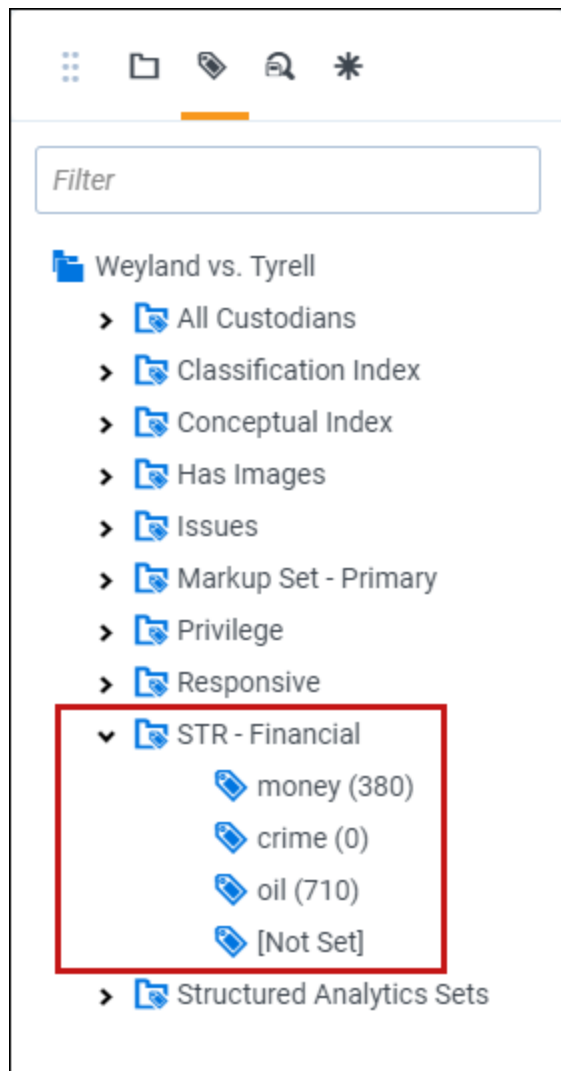 Filter
Weyland vs. Tyrell
All Custodians
Classification Index
Conceptual Index
Has Images
Issues
Markup Set - Primary
Privilege
Responsive
STR - Financial
money (380)
crime (0)
oil (710)
[Not Set]
Structured Analytics Sets